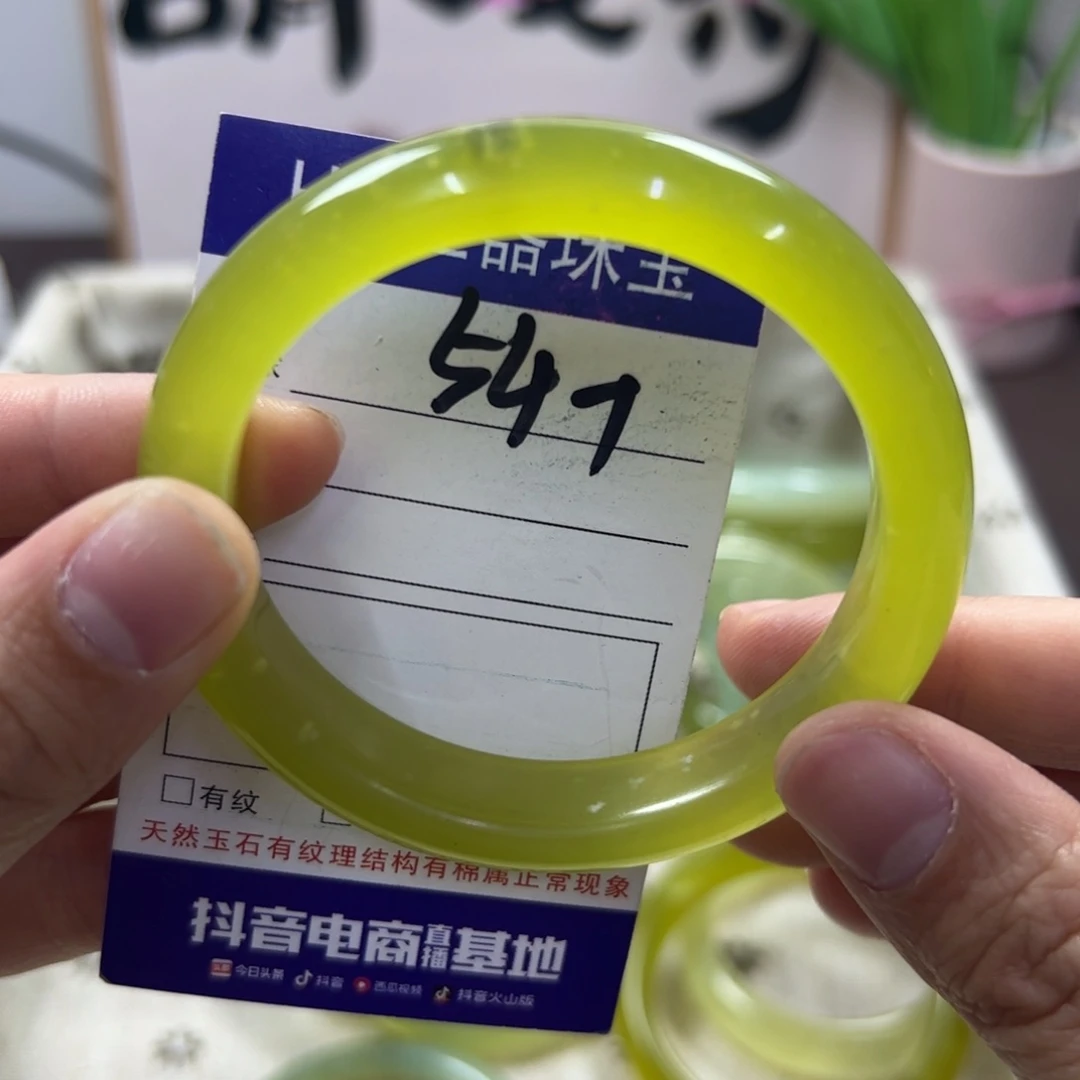 品珠宝
547
有纹
天然玉石有纹理结构有棉属正常现象
抖音电商直播基地
今日头条 抖音 西瓜视频 抖音火山版